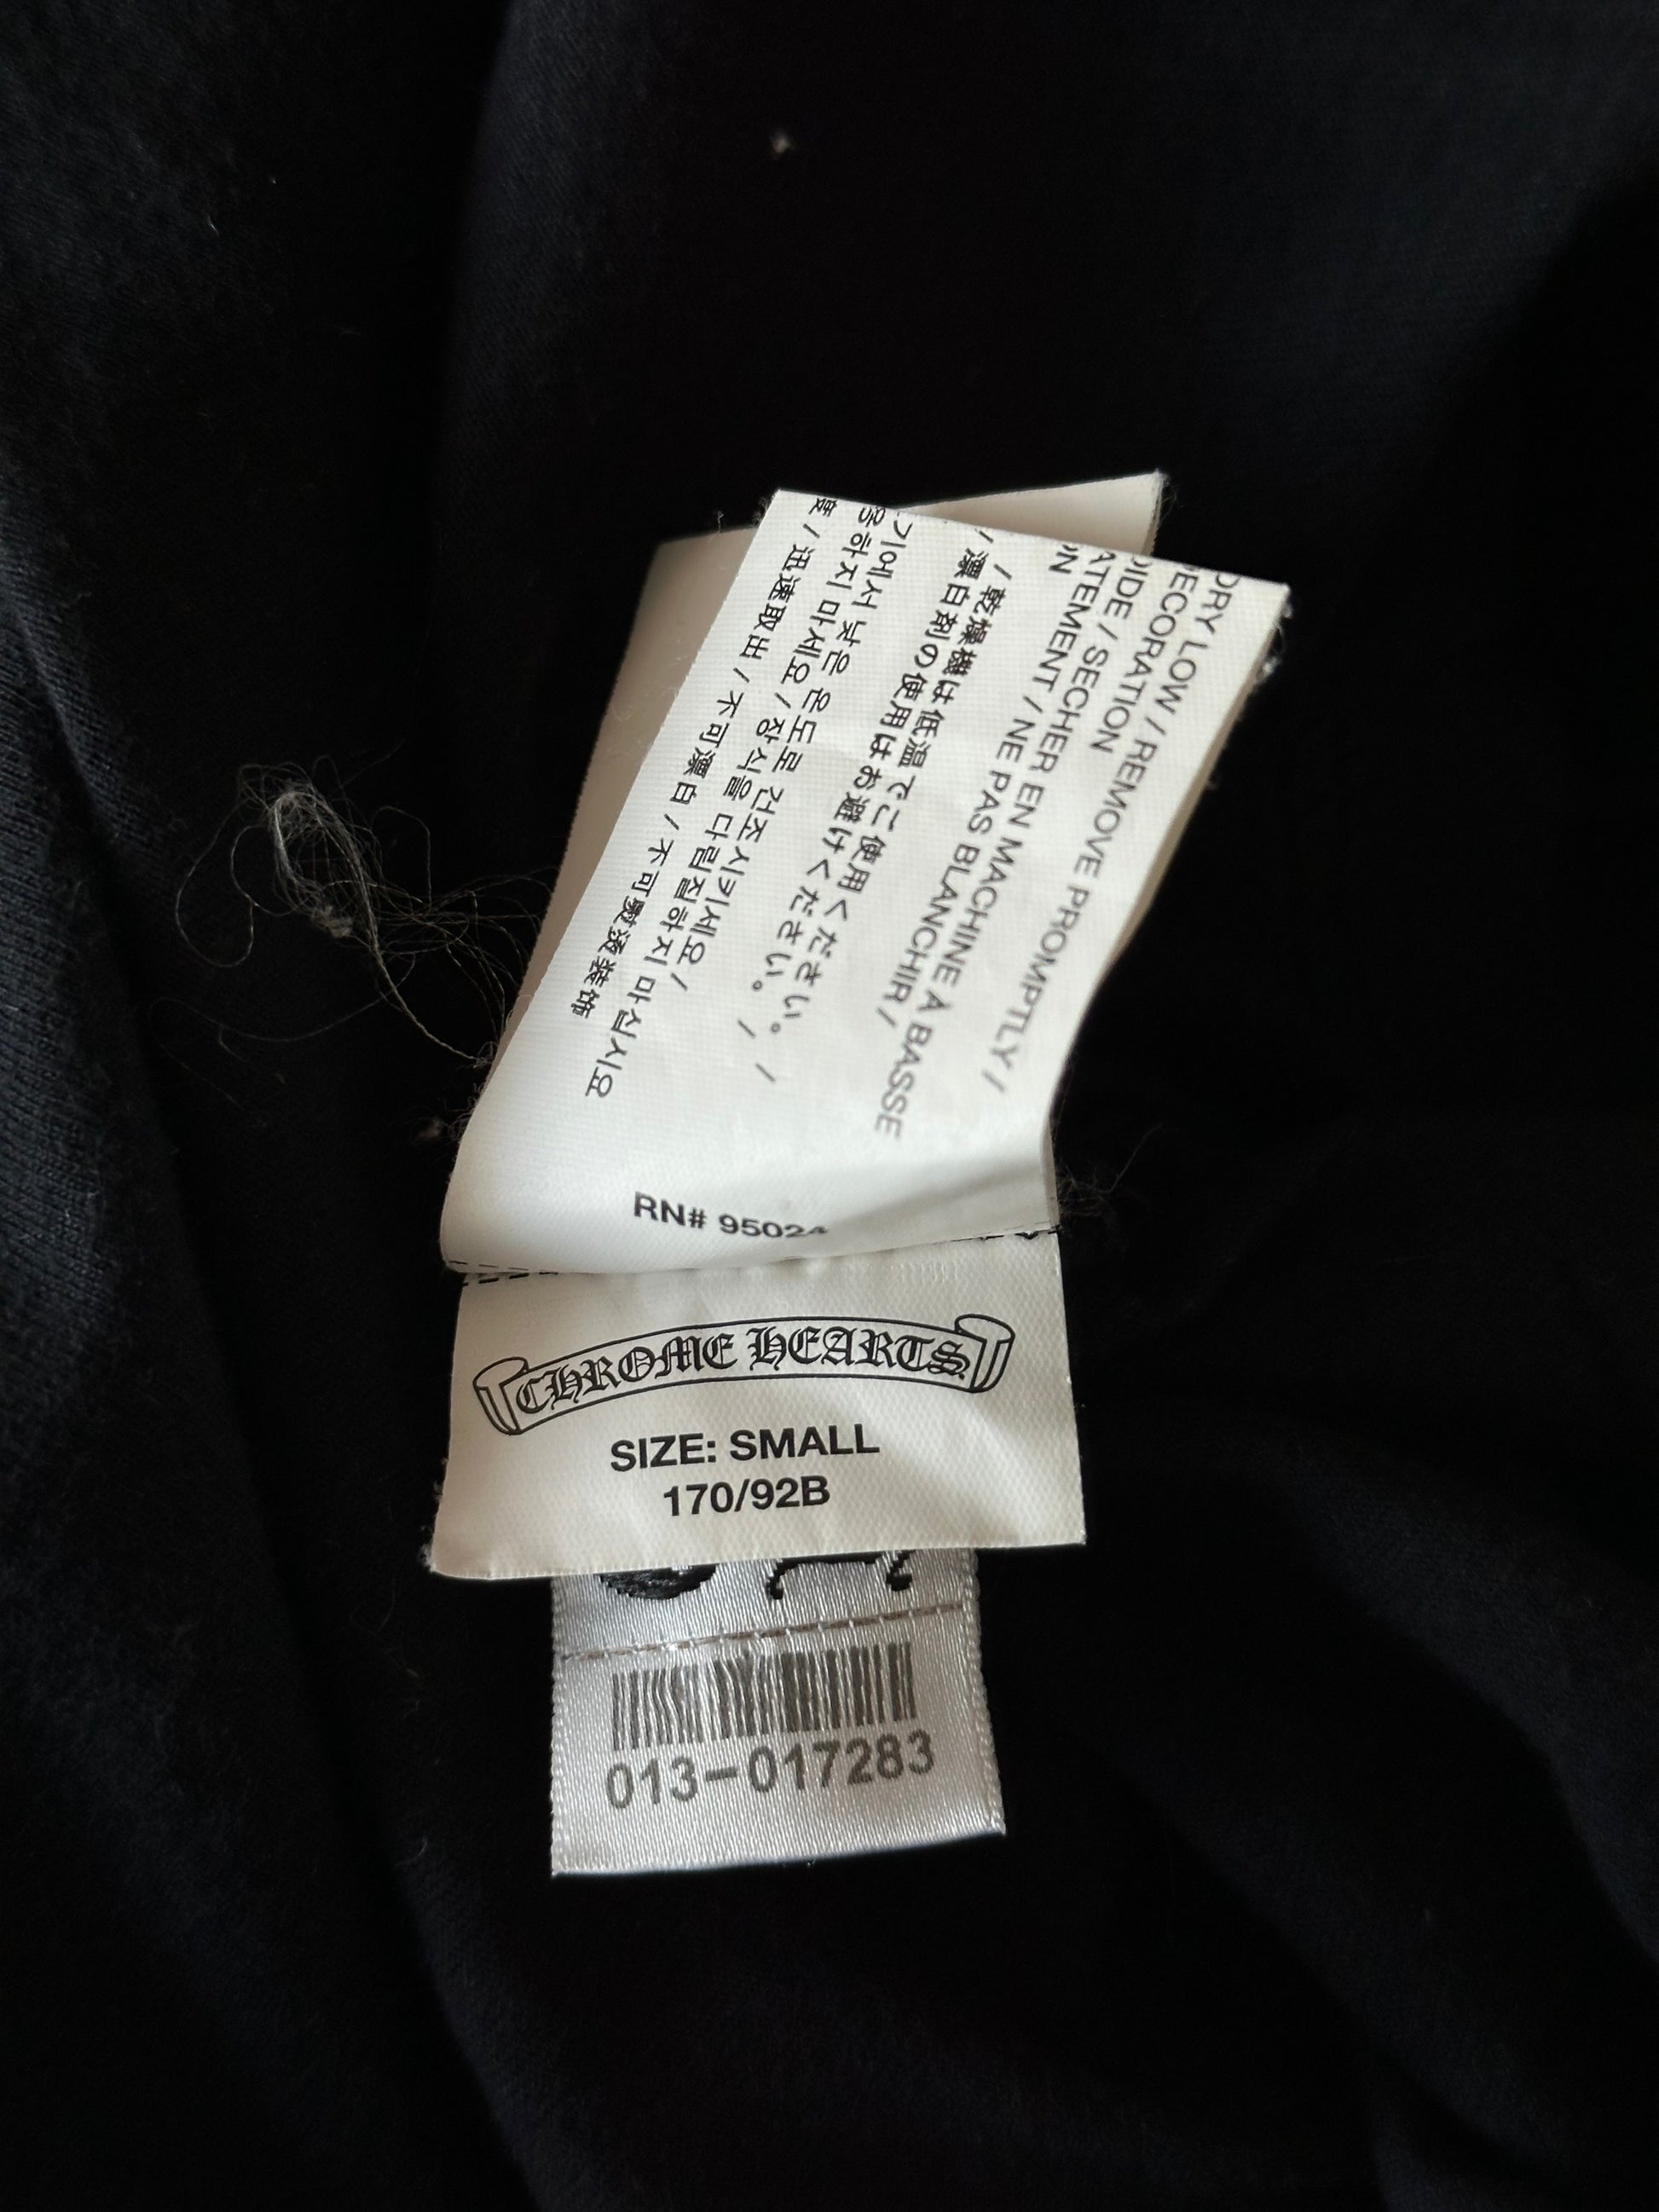 DRY LOW / REMOVE PROMPTLY /
DECORATION
IDE / SECHER EN MACHINE À BASSE
ATEMENT / NE PAS BLANCHIR /
ON
/ 乾燥機は低温でご使用ください。 /
/ 漂白剤の使用はお避けください。 /
기에서 낮은 온도로 건조시키세요 /
용하지 마세요 / 장식을 다림질하지 마십시오
度 / 迅速取出 / 不可漂白 / 不可熨燙裝飾
RN# 95024
CHROME HEARTS
SIZE: SMALL
170/92B
013-017283